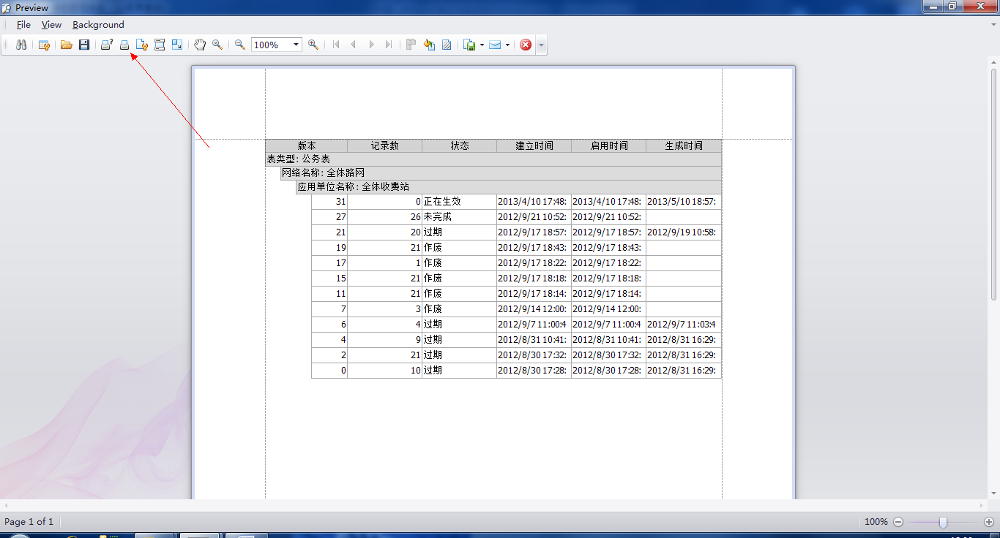 Preview
File View Background
100%
版本 记录数 状态 建立时间 启用时间 生成时间
表类型: 公务表
网络名称: 全体路网
应用单位名称: 全体收费站
31 0 正在生效 2013/4/10 17:48: 2013/4/10 17:48: 2013/5/10 18:57:
27 26 未完成 2012/9/21 10:52: 2012/9/21 10:52:
21 20 过期 2012/9/17 18:57: 2012/9/17 18:57: 2012/9/19 10:58:
19 21 作废 2012/9/17 18:43: 2012/9/17 18:43:
17 1 作废 2012/9/17 18:22: 2012/9/17 18:22:
15 21 作废 2012/9/17 18:18: 2012/9/17 18:18:
11 21 作废 2012/9/17 18:14: 2012/9/17 18:14:
7 3 作废 2012/9/14 12:00: 2012/9/14 12:00:
6 4 过期 2012/9/7 11:00:4 2012/9/7 11:00:4 2012/9/7 11:03:4
4 9 过期 2012/8/31 10:41: 2012/8/31 10:41: 2012/8/31 16:29:
2 21 过期 2012/8/30 17:32: 2012/8/30 17:32: 2012/8/31 16:29:
0 10 过期 2012/8/30 17:28: 2012/8/30 17:28: 2012/8/31 16:29:
Page 1 of 1 100%